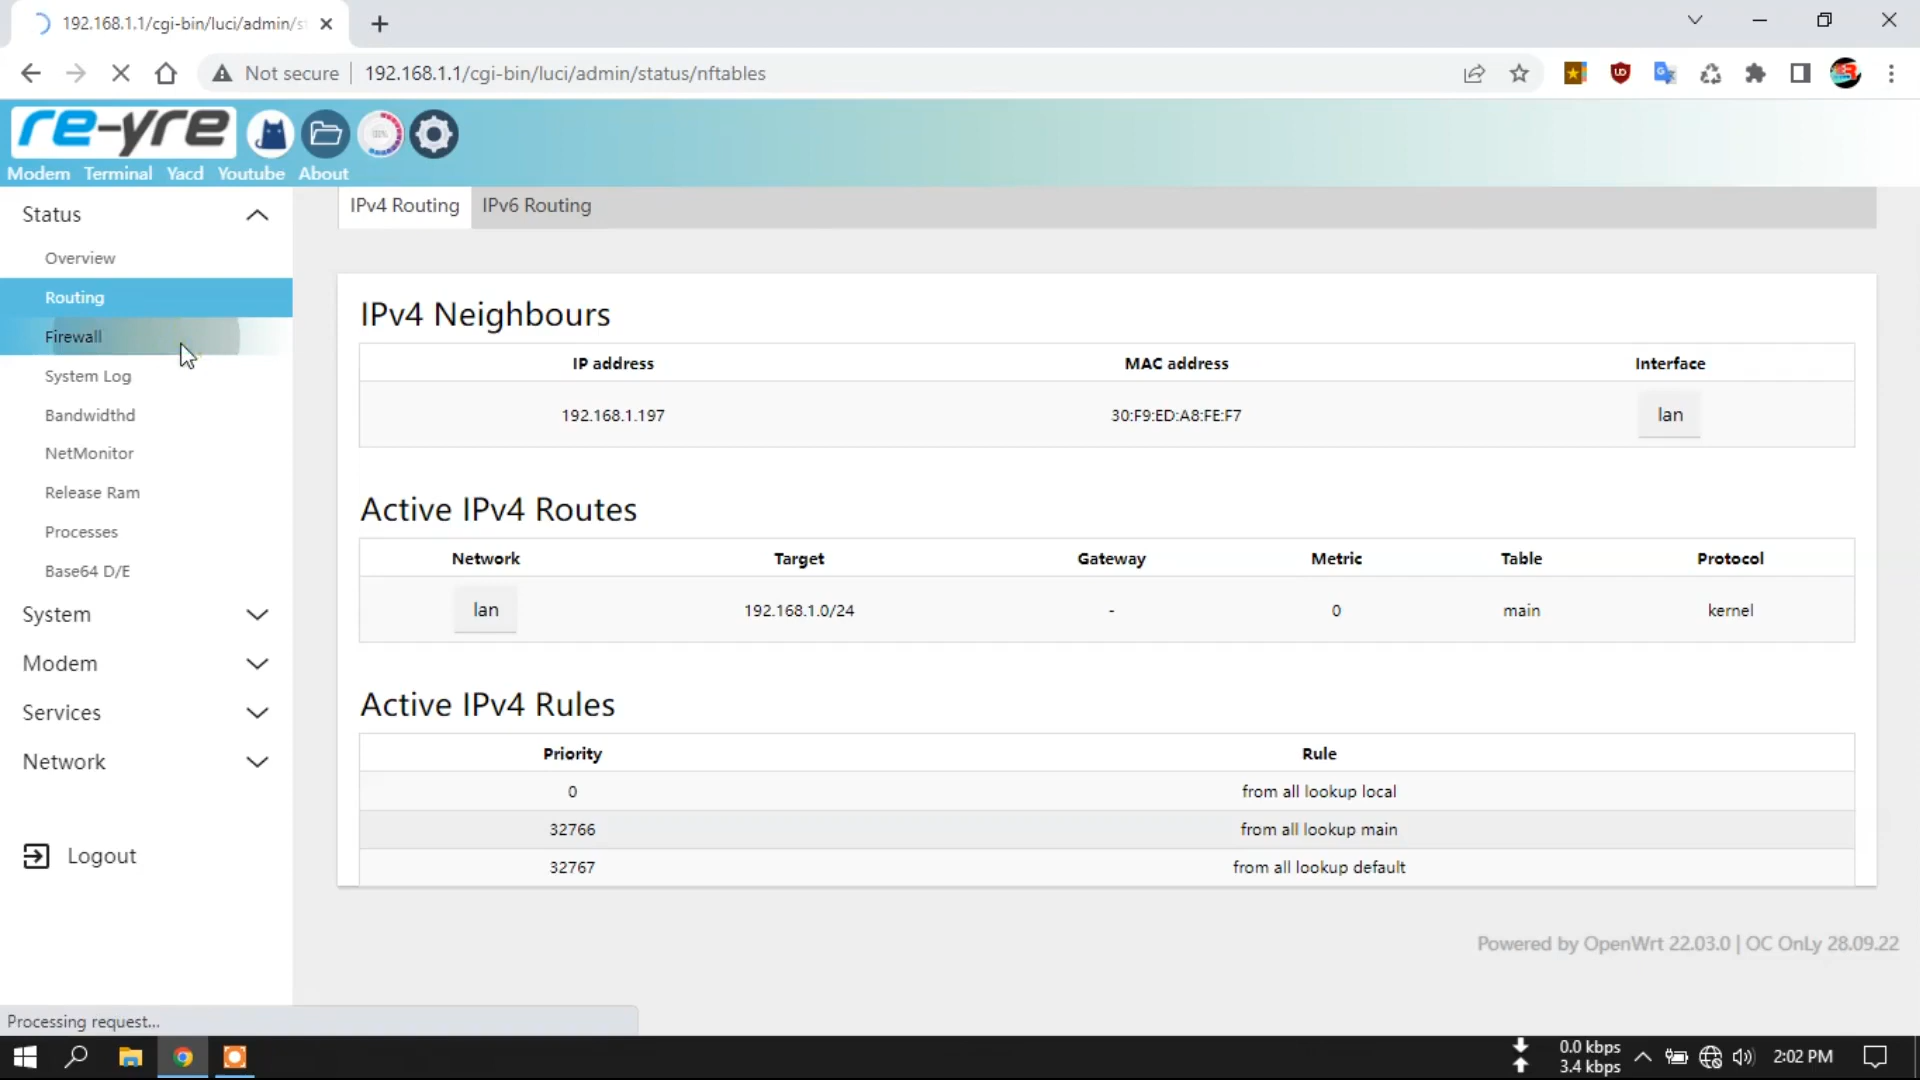 192.168.1.1/cgi-bin/luci/admin/s
Not secure
192.168.1.1/cgi-bin/luci/admin/status/nftables
re-yre
Modem Terminal Yacd Youtube About
Status
Overview
Routing
Firewall
System Log
Bandwidthd
NetMonitor
Release Ram
Processes
Base64 D/E
System
Modem
Services
Network
Logout
IPv4 Routing IPv6 Routing
IPv4 Neighbours
IP address MAC address Interface
192.168.1.197 30:F9:ED:A8:FE:F7 lan
Active IPv4 Routes
Network Target Gateway Metric Table Protocol
lan 192.168.1.0/24 - 0 main kernel
Active IPv4 Rules
Priority Rule
0 from all lookup local
32766 from all lookup main
32767 from all lookup default
Powered by OpenWrt 22.03.0 | OC OnLy 28.09.22
Processing request...
0.0 kbps
3.4 kbps
2:02 PM